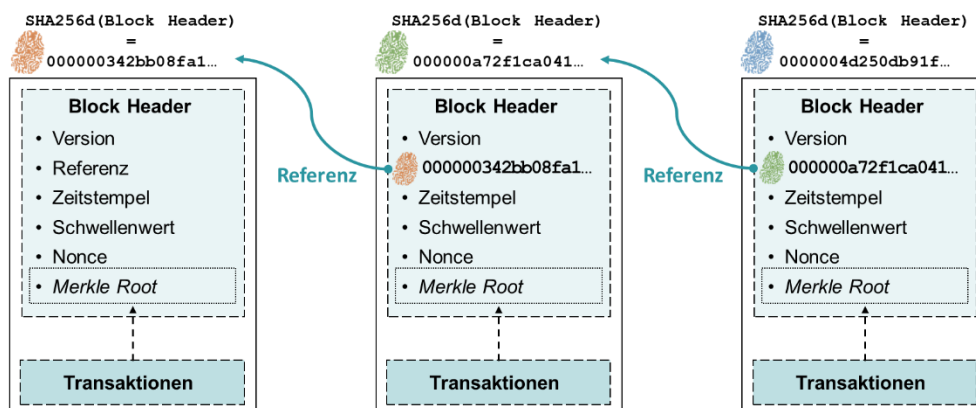 SHA256d(Block Header)
=
000000342bb08fa1…
Block Header
• Version
• Referenz
• Zeitstempel
• Schwellenwert
• Nonce
• Merkle Root
Transaktionen
Referenz
SHA256d(Block Header)
=
000000a72f1ca041…
Block Header
• Version
000000342bb08fa1…
• Zeitstempel
• Schwellenwert
• Nonce
• Merkle Root
Transaktionen
Referenz
SHA256d(Block Header)
=
0000004d250db91f…
Block Header
• Version
000000a72f1ca041…
• Zeitstempel
• Schwellenwert
• Nonce
• Merkle Root
Transaktionen